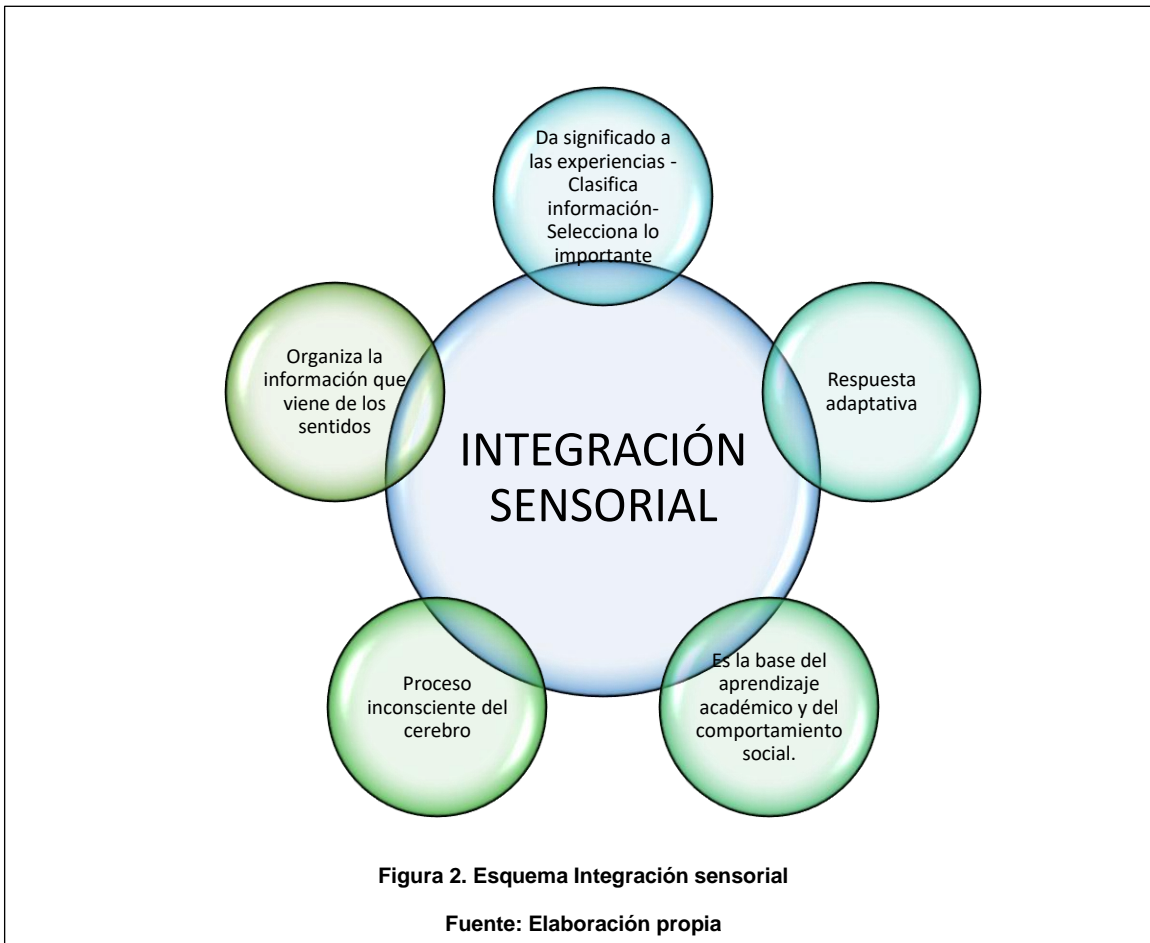 Da significado a
las experiencias -
Clasifica
información-
Selecciona lo
importante
Organiza la
información que
viene de los
sentidos
Respuesta
adaptativa
INTEGRACIÓN
SENSORIAL
Proceso
inconsciente del
cerebro
Es la base del
aprendizaje
académico y del
comportamiento
social.
Figura 2. Esquema Integración sensorial
Fuente: Elaboración propia